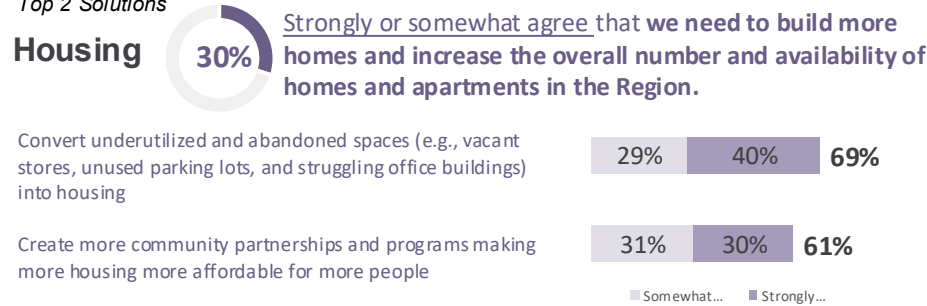 Top 2 Solutions
Housing
30%
Strongly or somewhat agree that we need to build more
homes and increase the overall number and availability of
homes and apartments in the Region.
Convert underutilized and abandoned spaces (e.g., vacant
stores, unused parking lots, and struggling office buildings)
into housing
29% 40% 69%
Create more community partnerships and programs making
more housing more affordable for more people
31% 30% 61%
Somewhat... Strongly...